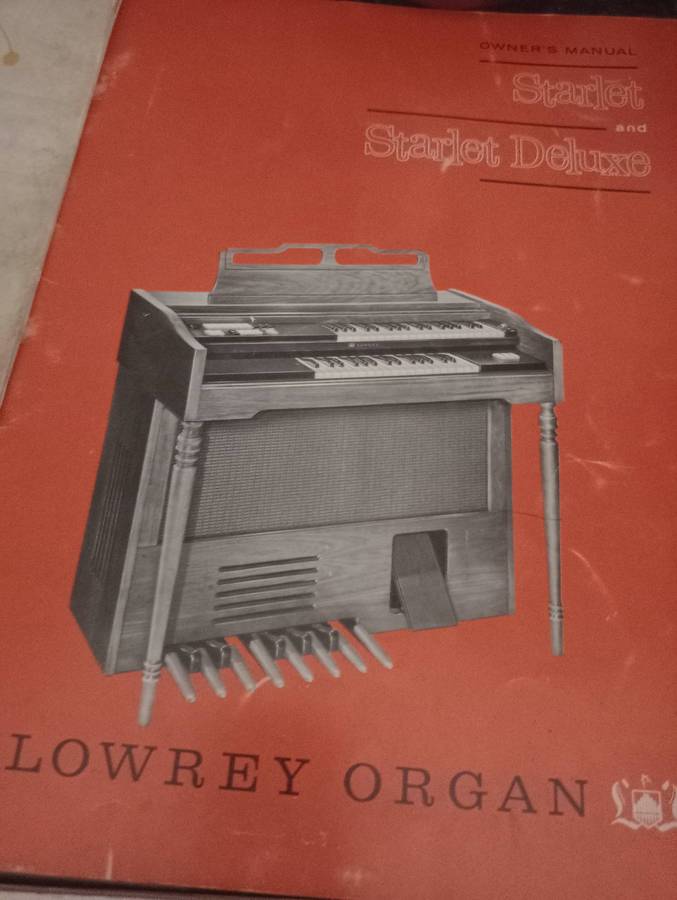 OWNER'S MANUAL
Starlet
and
Starlet Deluxe
LOWREY ORGAN